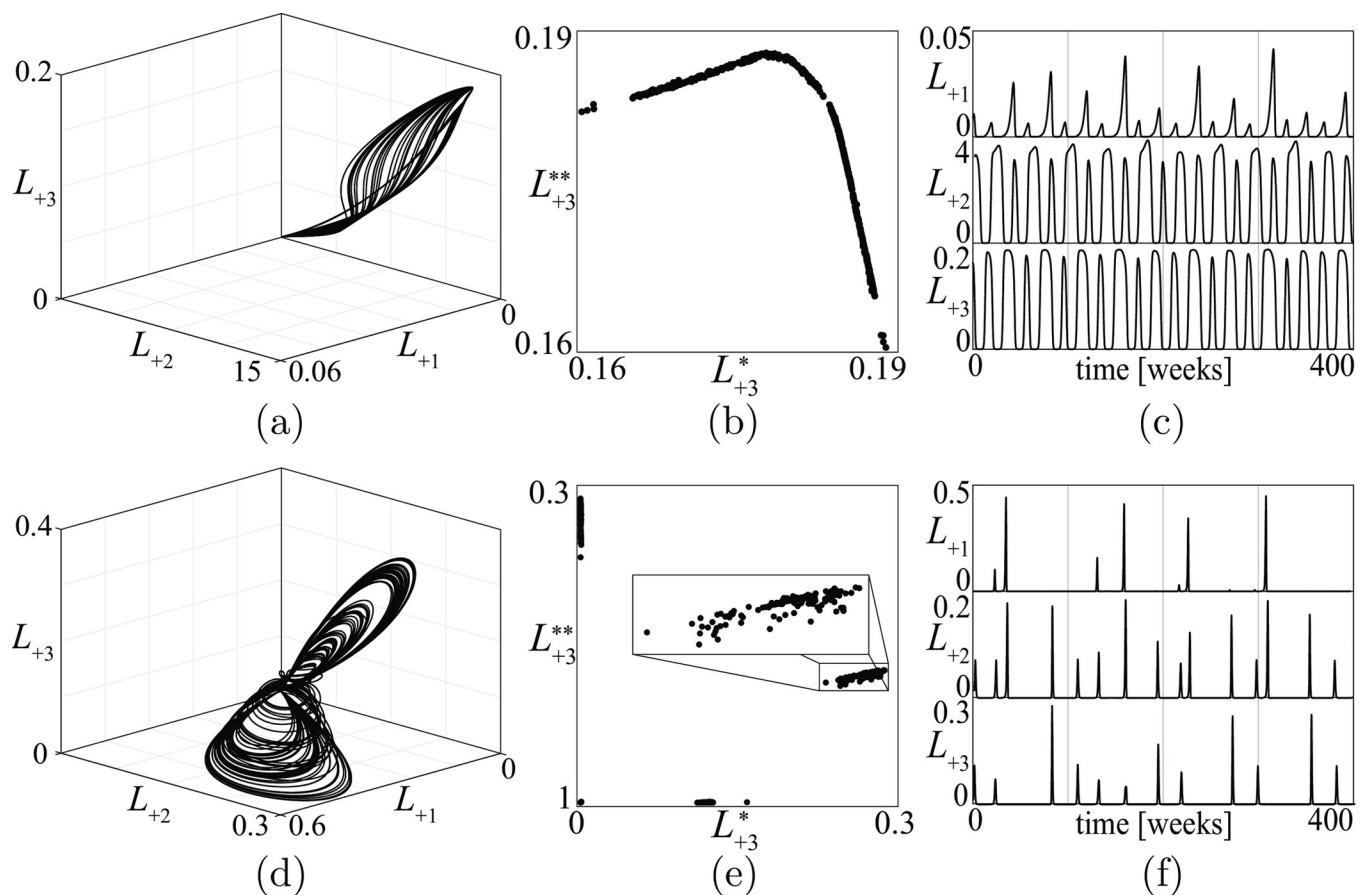 0.2
L+3
0
L+2
15
0.06
L+1
0
(a)
0.19
L**+3
0.16
0.16
L*+3
0.19
(b)
0.05
L+1
0
4
L+2
0
0.2
L+3
0
0
time [weeks]
400
(c)
0.4
L+3
0
L+2
0.3
0.6
L+1
0
(d)
0.3
L**+3
1
0
L*+3
0.3
(e)
0.5
L+1
0
0.2
L+2
0
0.3
L+3
0
0
time [weeks]
400
(f)